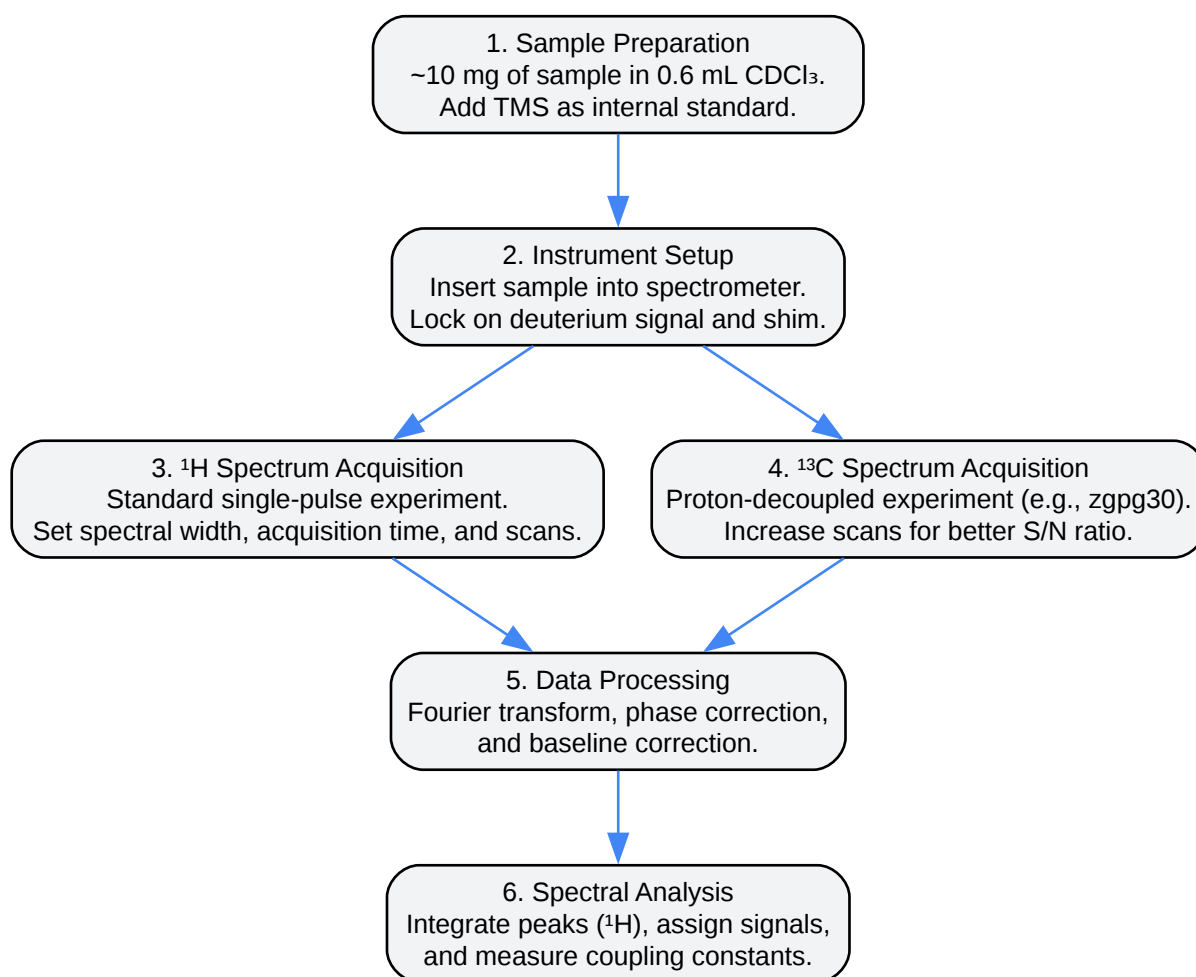 1. Sample Preparation
~10 mg of sample in 0.6 mL CDCl₃.
Add TMS as internal standard.
2. Instrument Setup
Insert sample into spectrometer.
Lock on deuterium signal and shim.
3. ¹H Spectrum Acquisition
Standard single-pulse experiment.
Set spectral width, acquisition time, and scans.
4. ¹³C Spectrum Acquisition
Proton-decoupled experiment (e.g., zgpg30).
Increase scans for better S/N ratio.
5. Data Processing
Fourier transform, phase correction,
and baseline correction.
6. Spectral Analysis
Integrate peaks (¹H), assign signals,
and measure coupling constants.